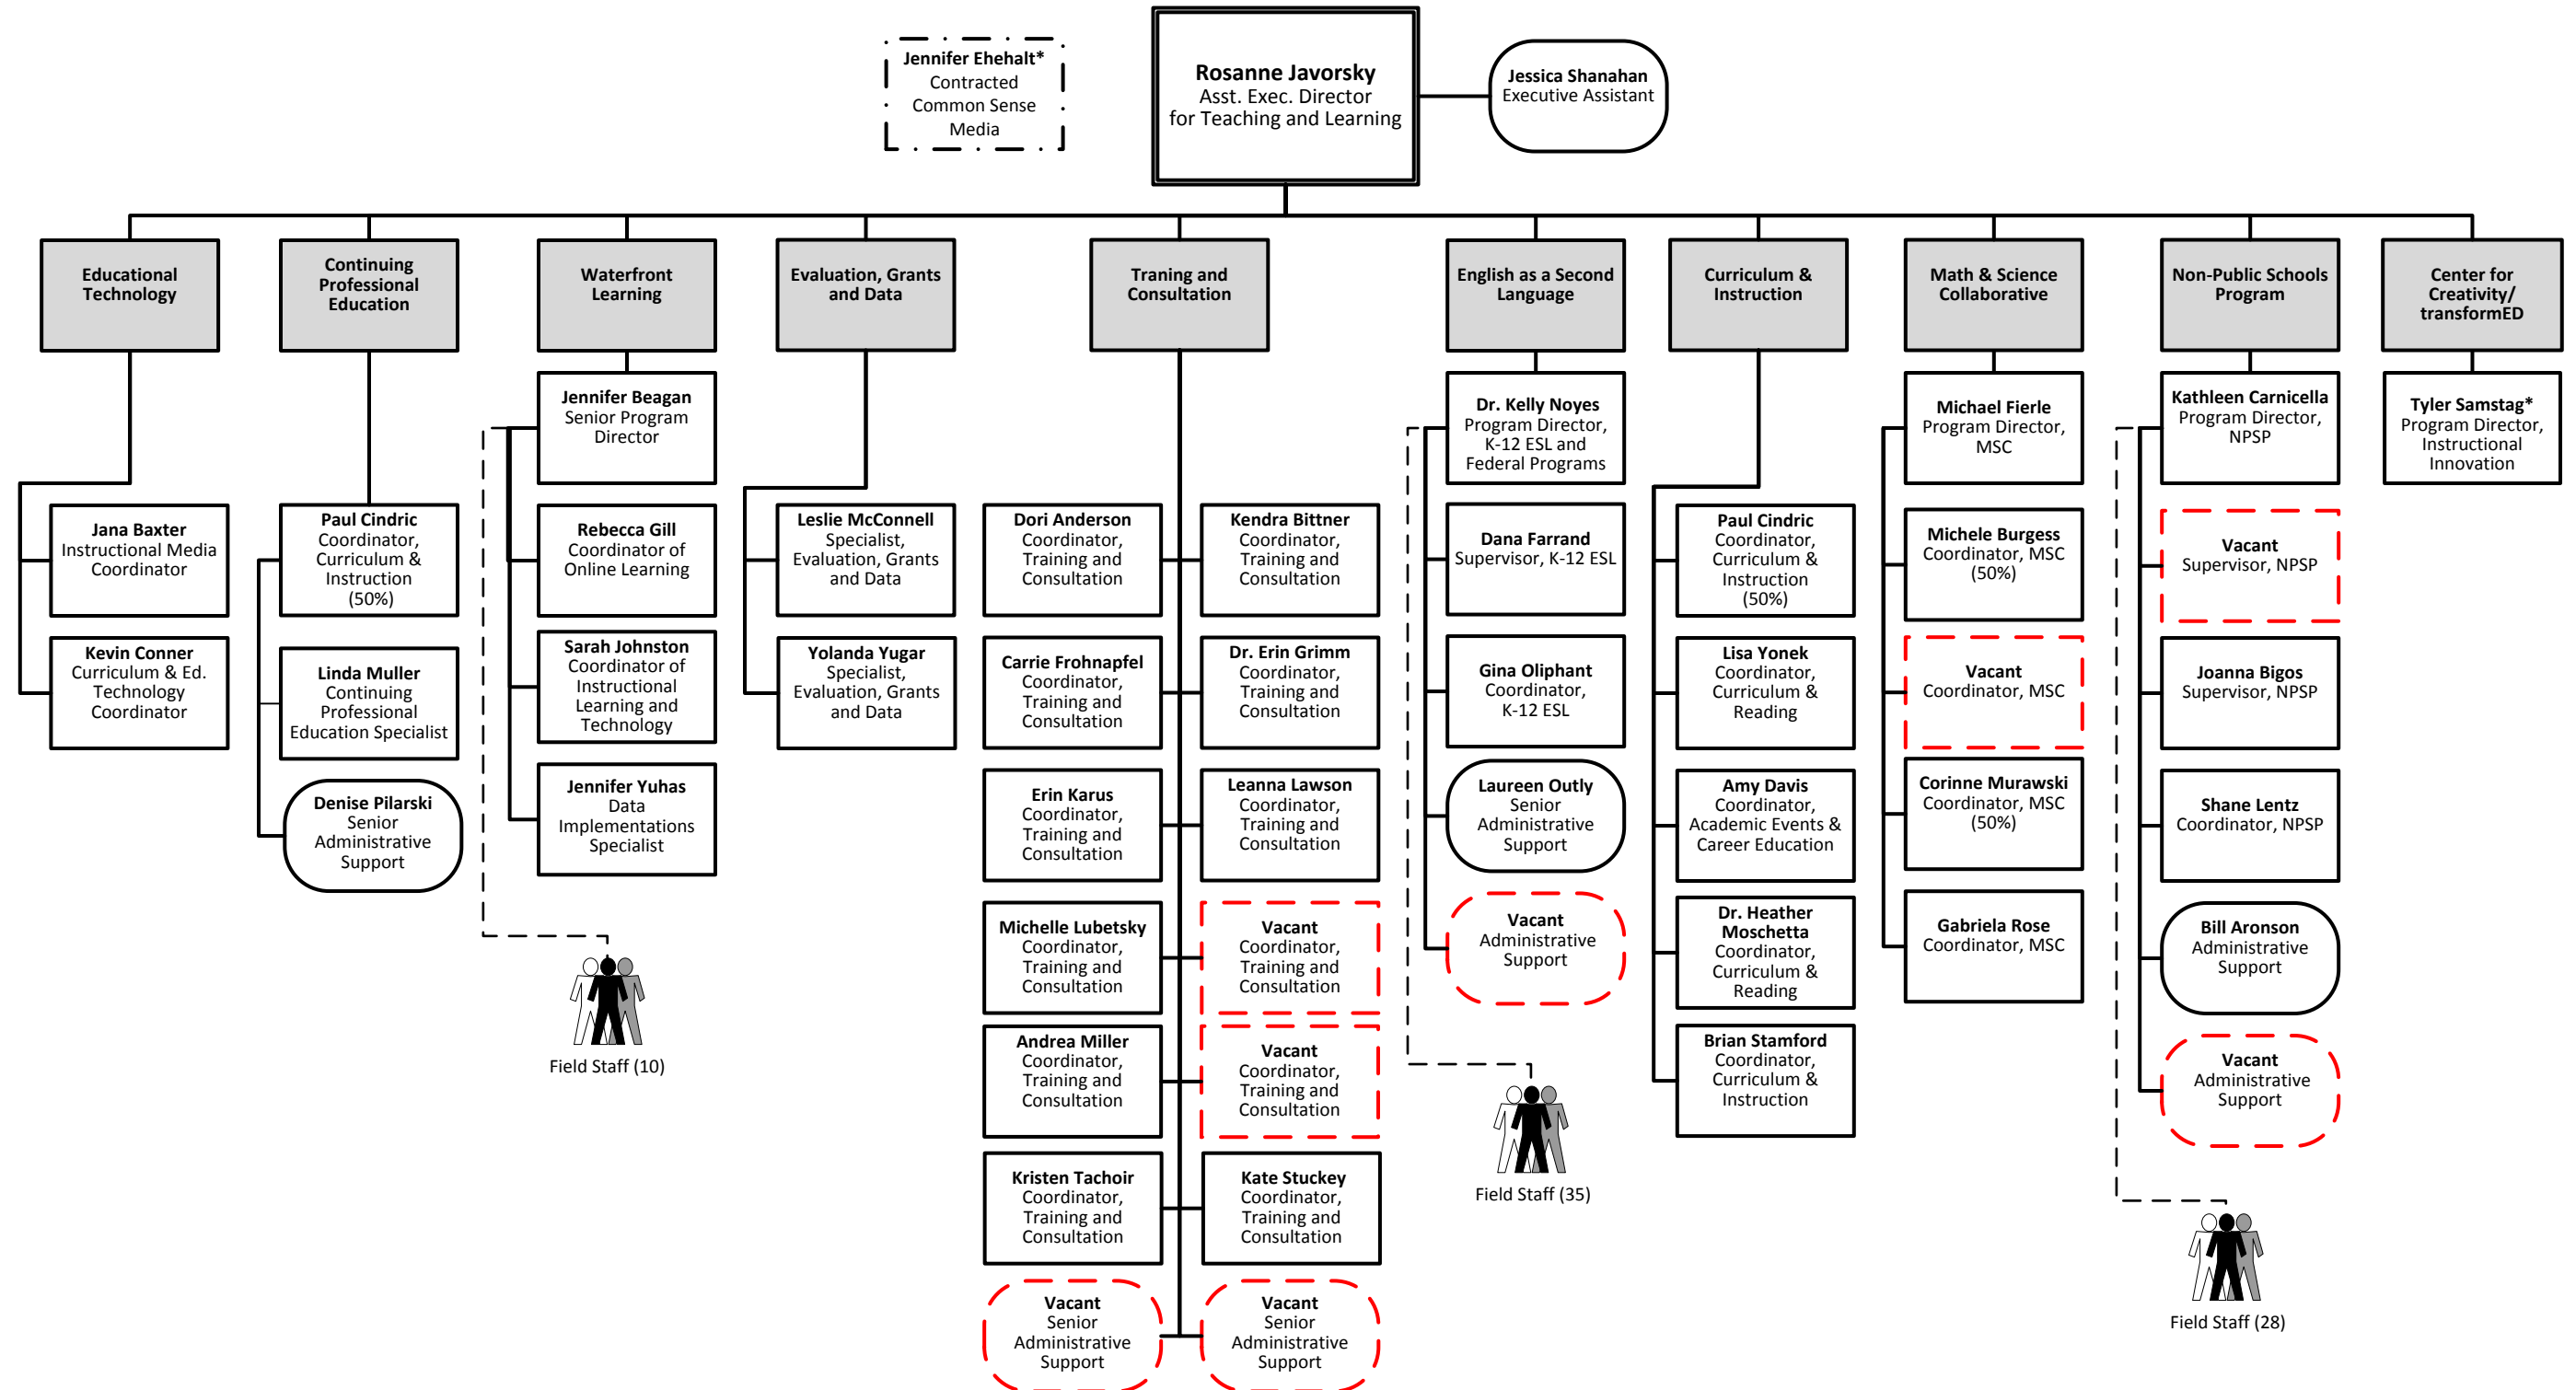 Jennifer Ehehalt*
Contracted
Common Sense
Media
Rosanne Javorsky
Asst. Exec. Director
for Teaching and Learning
Jessica Shanahan
Executive Assistant
Educational
Technology
Jana Baxter
Instructional Media
Coordinator
Kevin Conner
Curriculum & Ed.
Technology
Coordinator
Continuing
Professional
Education
Paul Cindric
Coordinator,
Curriculum &
Instruction
(50%)
Linda Muller
Continuing
Professional
Education Specialist
Denise Pilarski
Senior
Administrative
Support
Waterfront
Learning
Jennifer Beagan
Senior Program
Director
Rebecca Gill
Coordinator of
Online Learning
Sarah Johnston
Coordinator of
Instructional
Learning and
Technology
Jennifer Yuhas
Data
Implementations
Specialist
Field Staff (10)
Evaluation, Grants
and Data
Leslie McConnell
Specialist,
Evaluation, Grants
and Data
Yolanda Yugar
Specialist,
Evaluation, Grants
and Data
Traning and
Consultation
Dori Anderson
Coordinator,
Training and
Consultation
Kendra Bittner
Coordinator,
Training and
Consultation
Carrie Frohnapfel
Coordinator,
Training and
Consultation
Dr. Erin Grimm
Coordinator,
Training and
Consultation
Erin Karus
Coordinator,
Training and
Consultation
Leanna Lawson
Coordinator,
Training and
Consultation
Michelle Lubetsky
Coordinator,
Training and
Consultation
Vacant
Coordinator,
Training and
Consultation
Andrea Miller
Coordinator,
Training and
Consultation
Vacant
Coordinator,
Training and
Consultation
Kristen Tachoir
Coordinator,
Training and
Consultation
Kate Stuckey
Coordinator,
Training and
Consultation
Vacant
Senior
Administrative
Support
Vacant
Senior
Administrative
Support
English as a Second
Language
Dr. Kelly Noyes
Program Director,
K-12 ESL and
Federal Programs
Dana Farrand
Supervisor, K-12 ESL
Gina Oliphant
Coordinator,
K-12 ESL
Laureen Outly
Senior
Administrative
Support
Vacant
Administrative
Support
Field Staff (35)
Curriculum &
Instruction
Paul Cindric
Coordinator,
Curriculum &
Instruction
(50%)
Lisa Yonek
Coordinator,
Curriculum &
Reading
Amy Davis
Coordinator,
Academic Events &
Career Education
Dr. Heather
Moschetta
Coordinator,
Curriculum &
Reading
Brian Stamford
Coordinator,
Curriculum &
Instruction
Math & Science
Collaborative
Michael Fierle
Program Director,
MSC
Michele Burgess
Coordinator, MSC
(50%)
Vacant
Coordinator, MSC
Corinne Murawski
Coordinator, MSC
(50%)
Gabriela Rose
Coordinator, MSC
Non-Public Schools
Program
Kathleen Carnicella
Program Director,
NPSP
Vacant
Supervisor, NPSP
Joanna Bigos
Supervisor, NPSP
Shane Lentz
Coordinator, NPSP
Bill Aronson
Administrative
Support
Vacant
Administrative
Support
Field Staff (28)
Center for
Creativity/
transformED
Tyler Samstag*
Program Director,
Instructional
Innovation